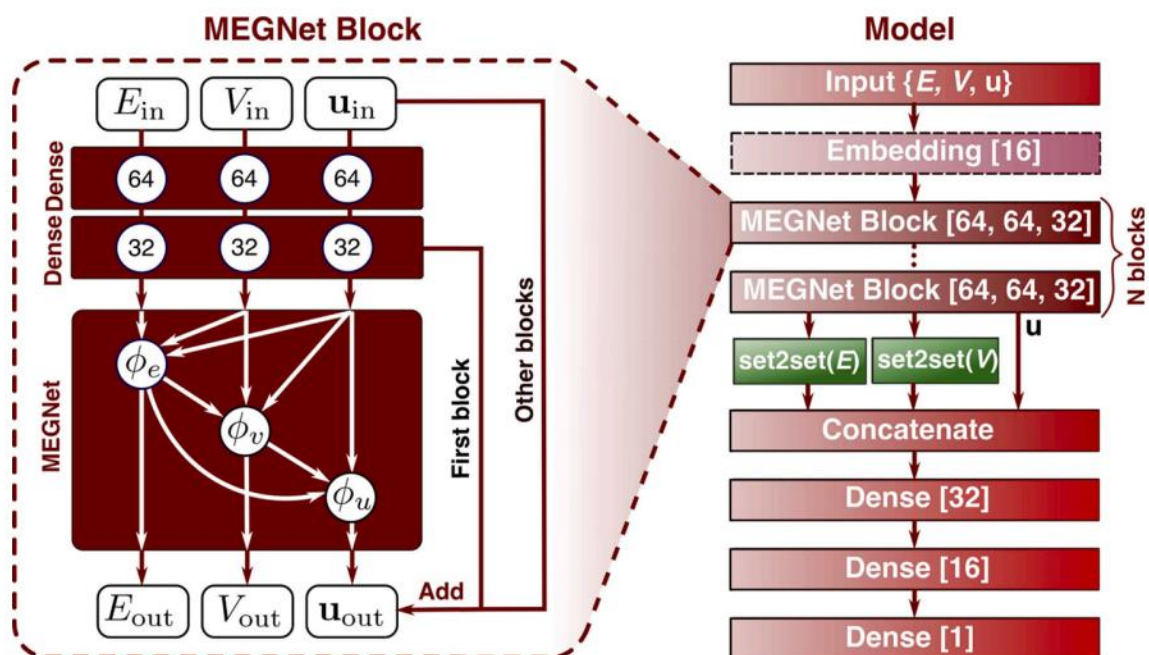 MEGNet Block
E_in
V_in
u_in
Dense
64
64
64
Dense
32
32
32
MEGNet
ϕ_e
ϕ_v
ϕ_u
First block
Other blocks
Add
E_out
V_out
u_out
Model
Input {E, V, u}
Embedding [16]
MEGNet Block [64, 64, 32]
MEGNet Block [64, 64, 32]
N blocks
u
set2set(E)
set2set(V)
Concatenate
Dense [32]
Dense [16]
Dense [1]